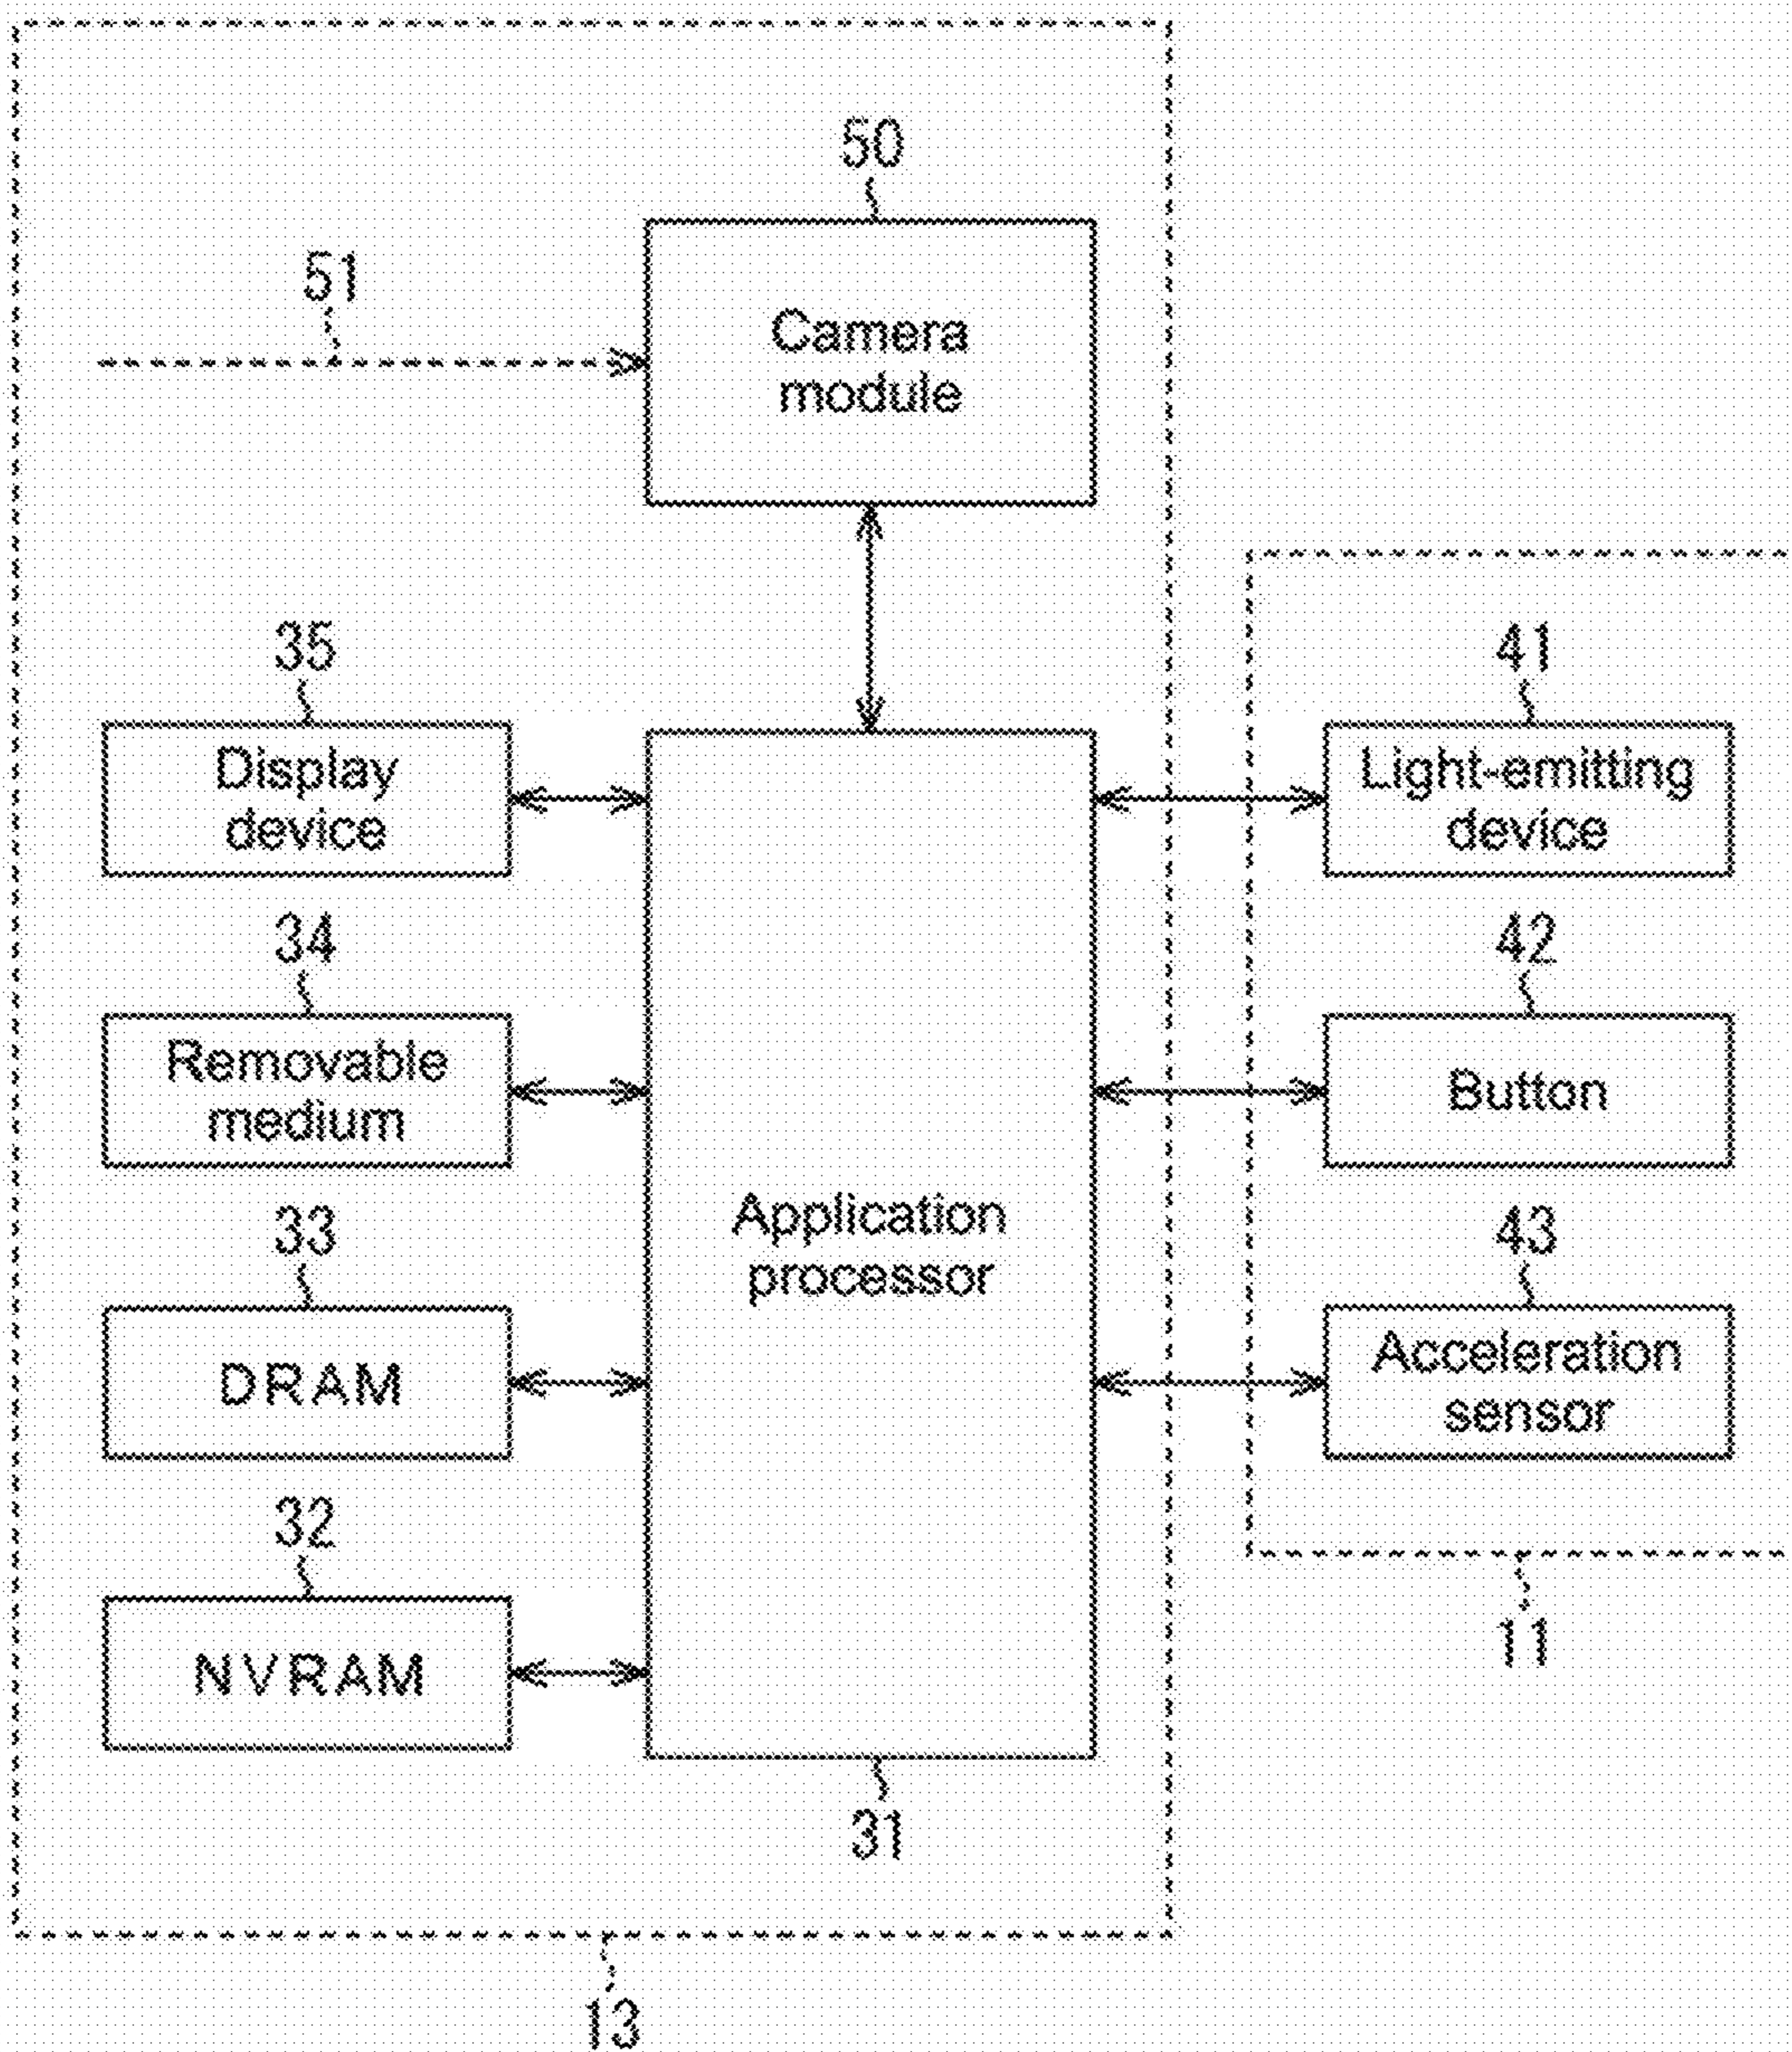 50
Camera
module
51
35
Display
device
41
Light-emitting
device
34
Removable
medium
42
Button
Application
processor
33
DRAM
43
Acceleration
sensor
32
NVRAM
31
11
13